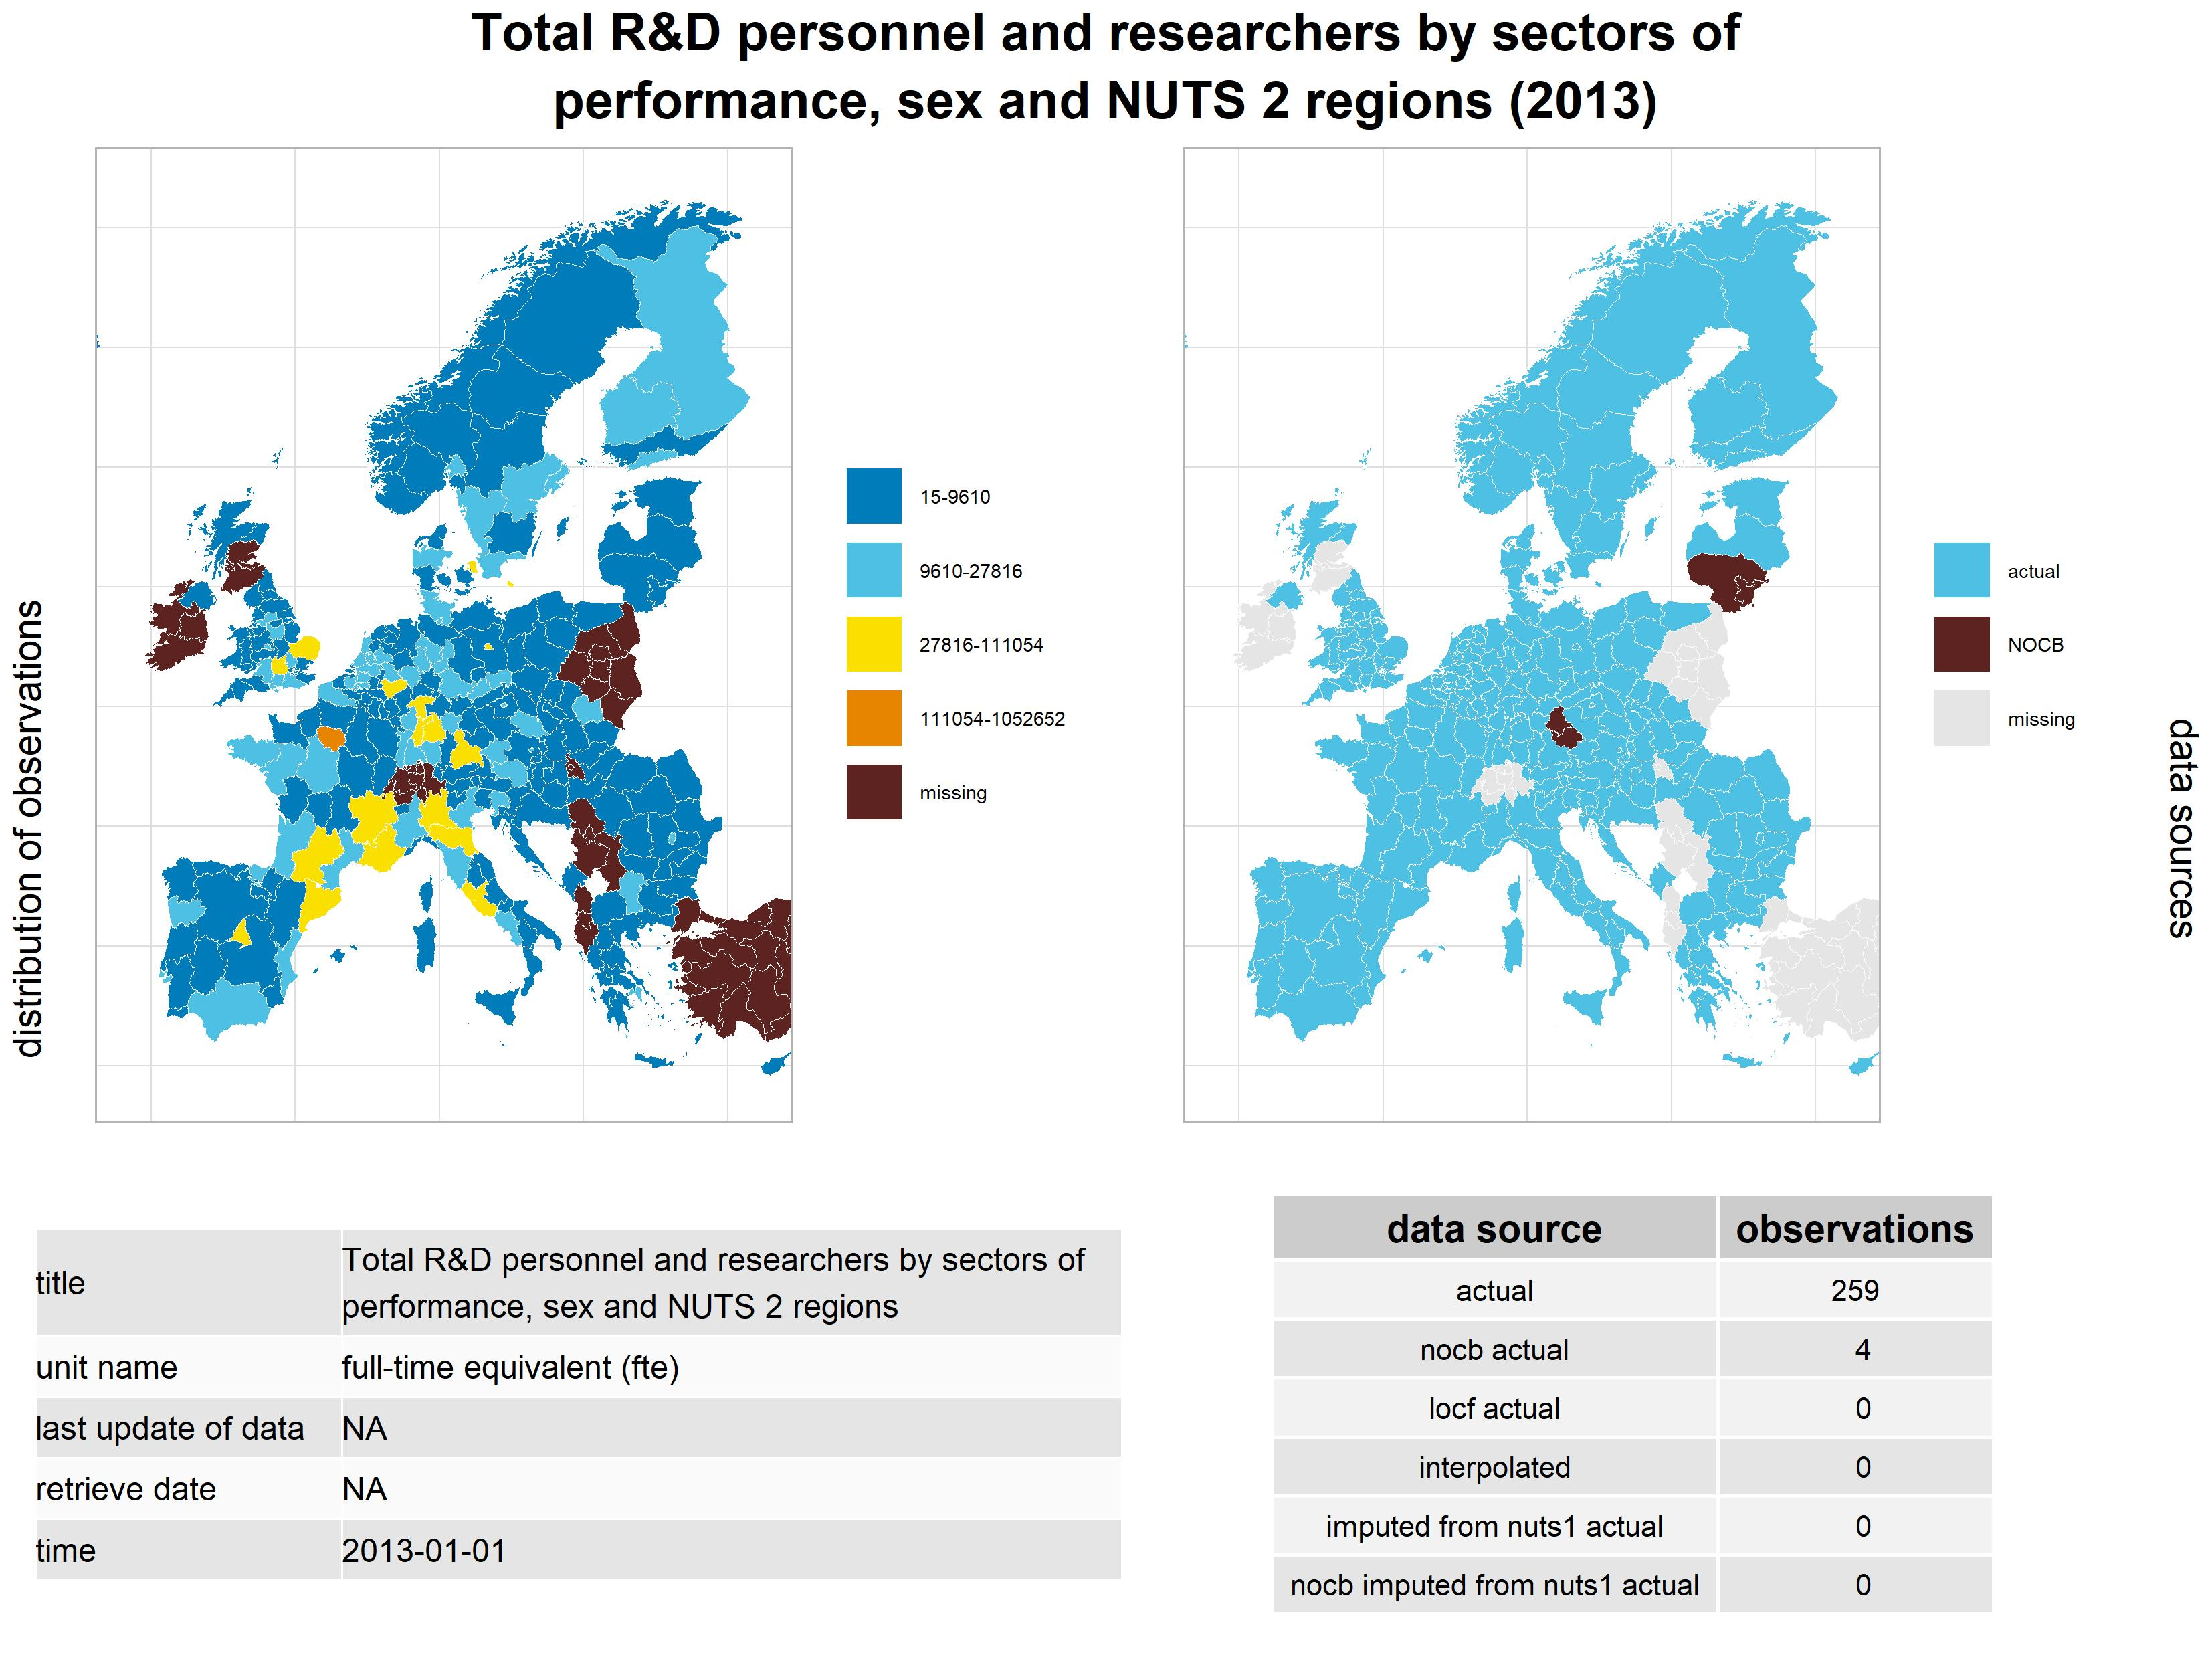 Total R&D personnel and researchers by sectors of
performance, sex and NUTS 2 regions (2013)
distribution of observations
15-9610
9610-27816
27816-111054
111054-1052652
missing
actual
NOCB
missing
data sources
title
Total R&D personnel and researchers by sectors of
performance, sex and NUTS 2 regions
unit name
full-time equivalent (fte)
last update of data
NA
retrieve date
NA
time
2013-01-01
data source
observations
actual
259
nocb actual
4
locf actual
0
interpolated
0
imputed from nuts1 actual
0
nocb imputed from nuts1 actual
0